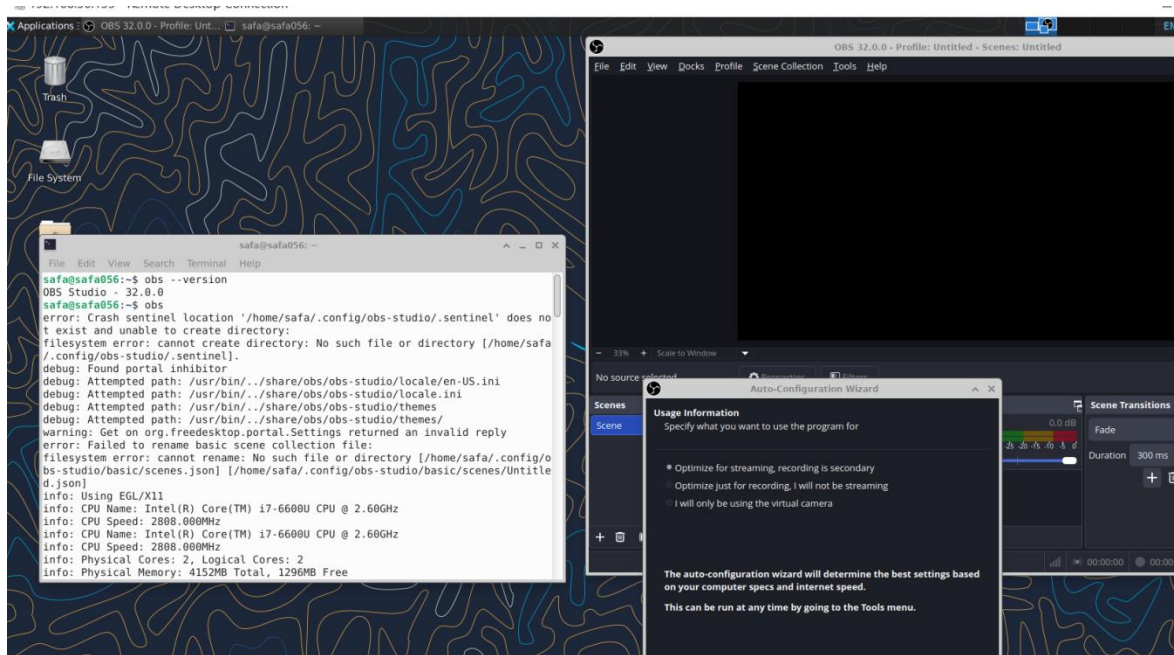 Remote Desktop Connection
Applications : OBS 32.0.0 - Profile: Unt... safa@safa056: ~
EN
Trash
File System
safa@safa056: ~
File Edit View Search Terminal Help
safa@safa056:~$ obs --version
OBS Studio - 32.0.0
safa@safa056:~$ obs
error: Crash sentinel location '/home/safa/.config/obs-studio/.sentinel' does no
t exist and unable to create directory:
filesystem error: cannot create directory: No such file or directory [/home/safa
/.config/obs-studio/.sentinel].
debug: Found portal inhibitor
debug: Attempted path: /usr/bin/../share/obs/obs-studio/locale/en-US.ini
debug: Attempted path: /usr/bin/../share/obs/obs-studio/locale.ini
debug: Attempted path: /usr/bin/../share/obs/obs-studio/themes
debug: Attempted path: /usr/bin/../share/obs/obs-studio/themes/
warning: Get on org.freedesktop.portal.Settings returned an invalid reply
error: Failed to rename basic scene collection file:
filesystem error: cannot rename: No such file or directory [/home/safa/.config/o
bs-studio/basic/scenes.json] [/home/safa/.config/obs-studio/basic/scenes/Untitle
d.json]
info: Using EGL/X11
info: CPU Name: Intel(R) Core(TM) i7-6600U CPU @ 2.60GHz
info: CPU Speed: 2808.000MHz
info: CPU Name: Intel(R) Core(TM) i7-6600U CPU @ 2.60GHz
info: CPU Speed: 2808.000MHz
info: Physical Cores: 2, Logical Cores: 2
info: Physical Memory: 4152MB Total, 1296MB Free
OBS 32.0.0 - Profile: Untitled - Scenes: Untitled
File Edit View Docks Profile Scene Collection Tools Help
- 33% + Scale to Window
No source selected Properties Filters
Scenes
Scene
0.0 dB
Scene Transitions
Fade
Duration 300 ms
00:00:00
Auto-Configuration Wizard
Usage Information
Specify what you want to use the program for
Optimize for streaming, recording is secondary
Optimize just for recording, I will not be streaming
I will only be using the virtual camera
The auto-configuration wizard will determine the best settings based
on your computer specs and internet speed.
This can be run at any time by going to the Tools menu.